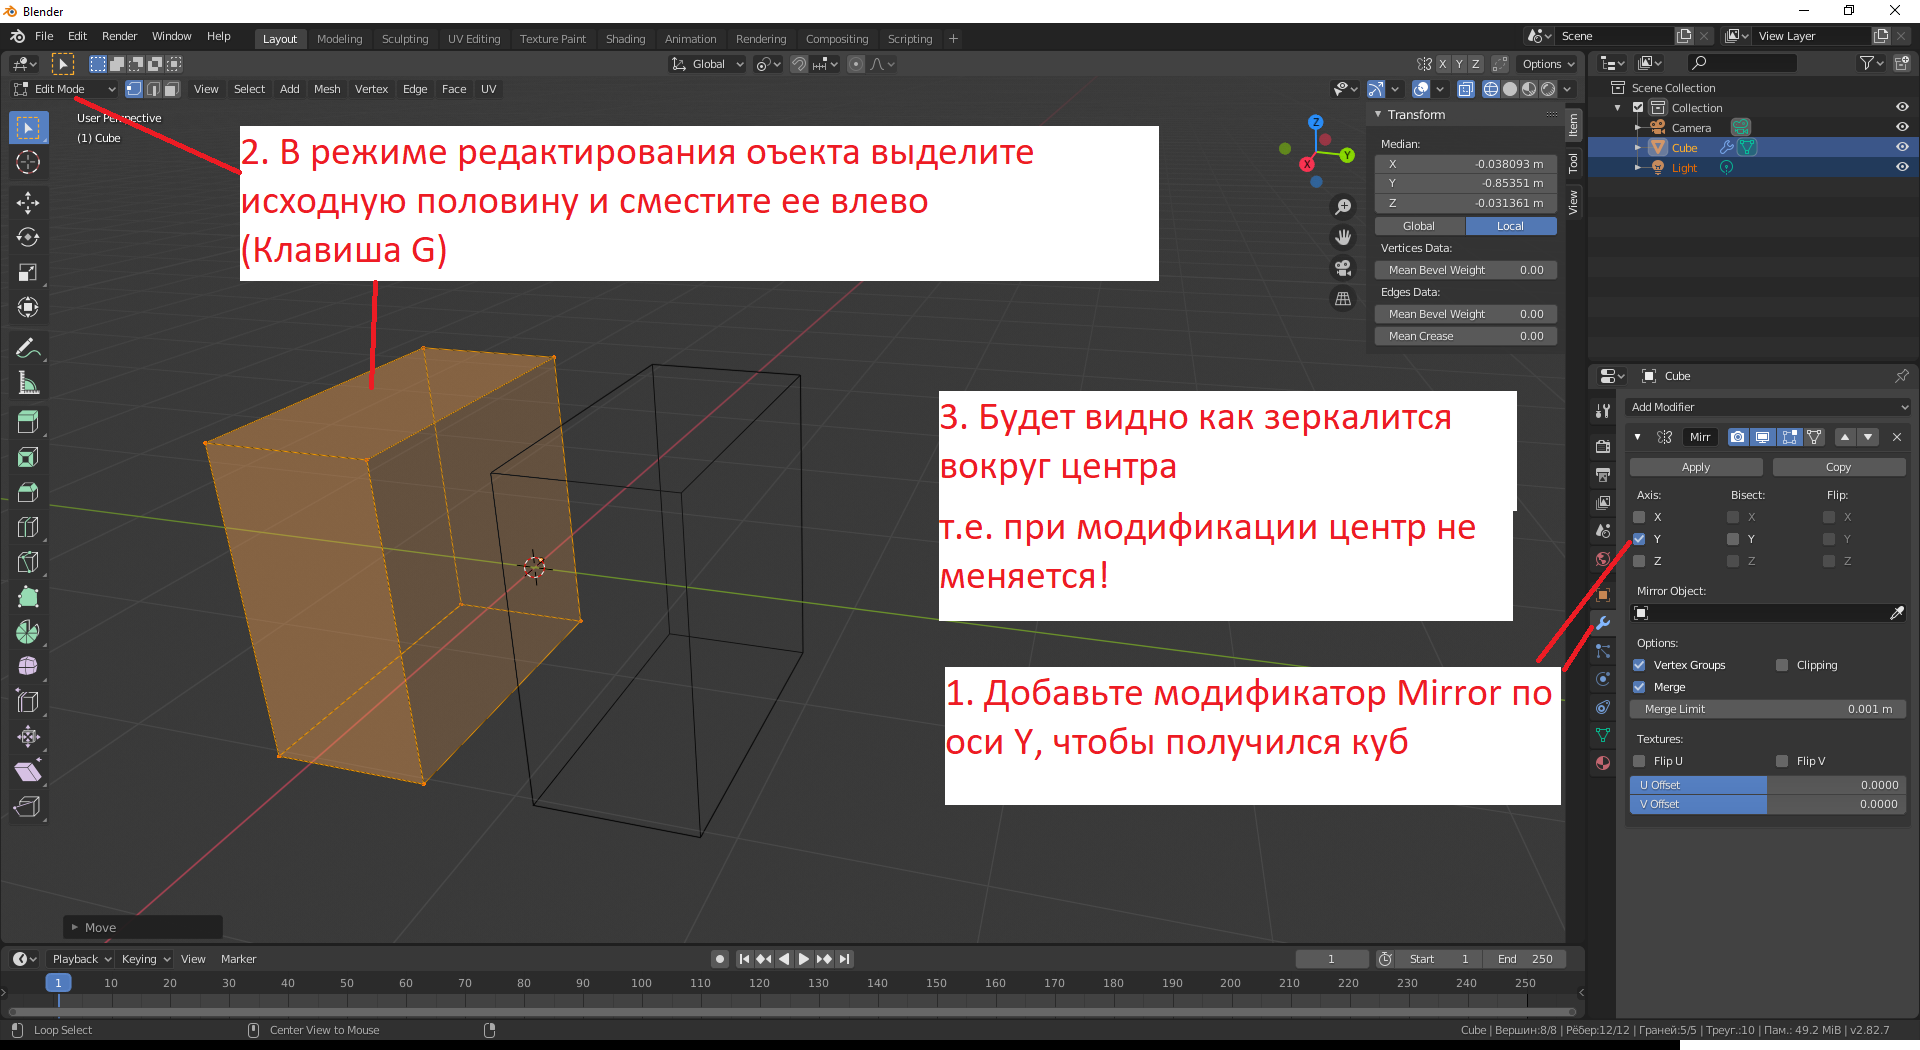 Blender
File Edit Render Window Help Layout Modeling Sculpting UV Editing Texture Paint Shading Animation Rendering Compositing Scripting + Scene View Layer
Global X Y Z Options
Edit Mode View Select Add Mesh Vertex Edge Face UV
User Perspective
(1) Cube
2. В режиме редактирования оъекта выделите
исходную половину и сместите ее влево
(Клавиша G)
Z
Y
X
Transform
Median:
X -0.038093 m
Y -0.85351 m
Z -0.031361 m
Global Local
Vertices Data:
Mean Bevel Weight 0.00
Edges Data:
Mean Bevel Weight 0.00
Mean Crease 0.00
Item
Tool
View
Scene Collection
Collection
Camera
Cube
Light
3. Будет видно как зеркалится
вокруг центра
т.е. при модификации центр не
меняется!
1. Добавьте модификатор Mirror по
оси Y, чтобы получился куб
Cube
Add Modifier
Mirr
Apply Copy
Axis: Bisect: Flip:
X X X
Y Y Y
Z Z Z
Mirror Object:
Options:
Vertex Groups Clipping
Merge
Merge Limit 0.001 m
Textures:
Flip U Flip V
U Offset 0.0000
V Offset 0.0000
Move
Playback Keying View Marker 1 Start 1 End 250
1 10 20 30 40 50 60 70 80 90 100 110 120 130 140 150 160 170 180 190 200 210 220 230 240 250
Loop Select Center View to Mouse Cube | Вершин:8/8 | Рёбер:12/12 | Граней:5/5 | Треуг.:10 | Пам.: 49.2 MiB | v2.82.7